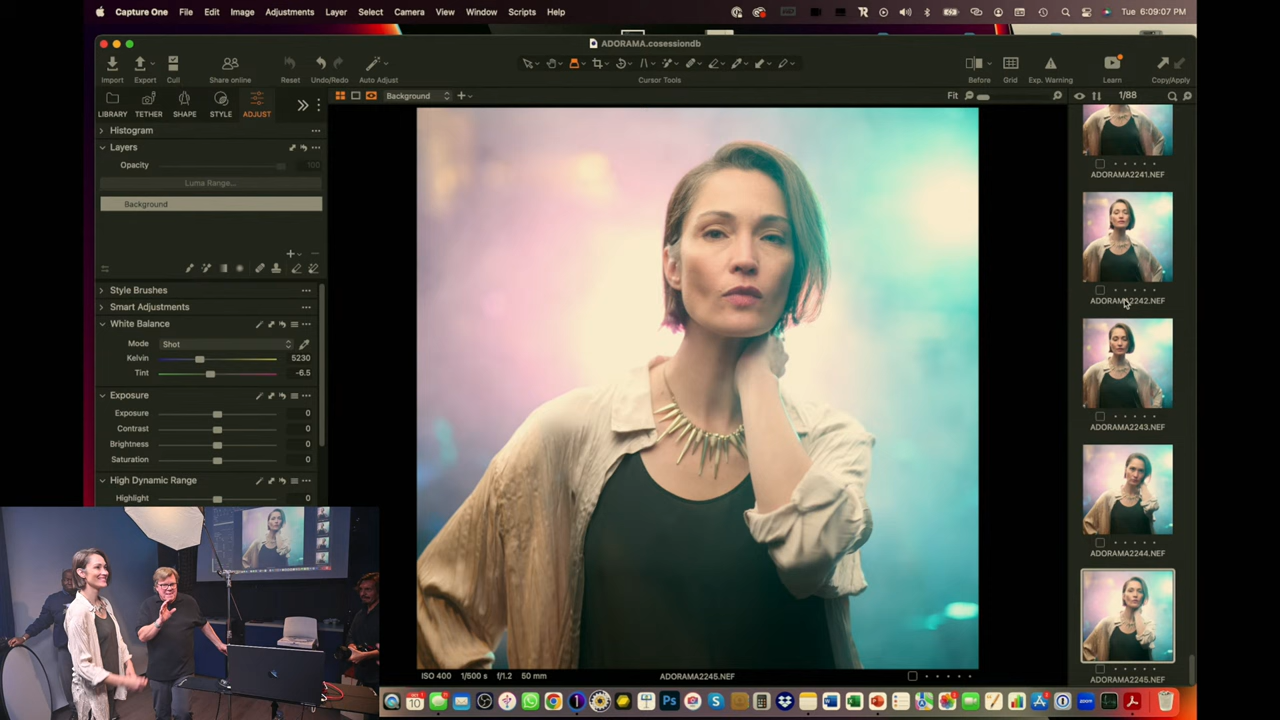 Capture One File Edit Image Adjustments Layer Select Camera View Window Scripts Help Tue 6:09:07 PM
ADORAMA.cosessiondb
Import Export Cull Share online Reset Undo/Redo Auto Adjust Cursor Tools Before Grid Exp. Warning Learn Copy/Apply
LIBRARY TETHER SHAPE STYLE ADJUST
Background
Fit
1/88
Histogram
Layers
Opacity 100
Luma Range...
Background
Style Brushes
Smart Adjustments
White Balance
Mode Shot
Kelvin 5230
Tint -6.5
Exposure
Exposure 0
Contrast 0
Brightness 0
Saturation 0
High Dynamic Range
Highlight 0
ISO 400 1/500 s f/1.2 50 mm
ADORAMA2245.NEF
ADORAMA2241.NEF
ADORAMA2242.NEF
ADORAMA2243.NEF
ADORAMA2244.NEF
ADORAMA2245.NEF
10
Ps
zoom